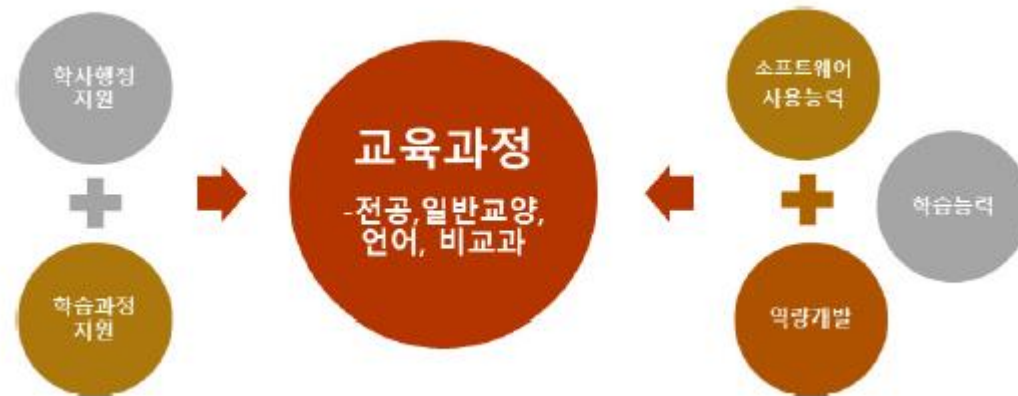 학사행정
지원
학습과정
지원
교육과정
-전공,일반교양,
언어, 비교과
소프트웨어
사용능력
학습능력
역량개발